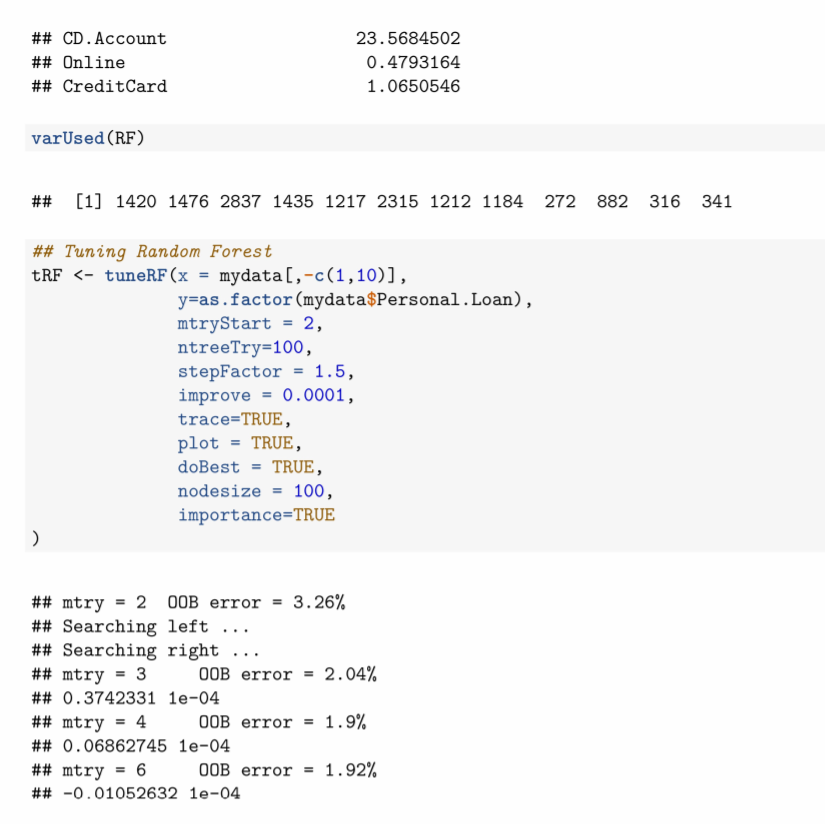 ## CD.Account 23.5684502
## Online 0.4793164
## CreditCard 1.0650546
varUsed(RF)
## [1] 1420 1476 2837 1435 1217 2315 1212 1184 272 882 316 341
## Tuning Random Forest
tRF <- tuneRF(x = mydata[,-c(1,10)],
y=as.factor(mydata$Personal.Loan),
mtryStart = 2,
ntreeTry=100,
stepFactor = 1.5,
improve = 0.0001,
trace=TRUE,
plot = TRUE,
doBest = TRUE,
nodesize = 100,
importance=TRUE
)
## mtry = 2 OOB error = 3.26%
## Searching left ...
## Searching right ...
## mtry = 3 OOB error = 2.04%
## 0.3742331 1e-04
## mtry = 4 OOB error = 1.9%
## 0.06862745 1e-04
## mtry = 6 OOB error = 1.92%
## -0.01052632 1e-04